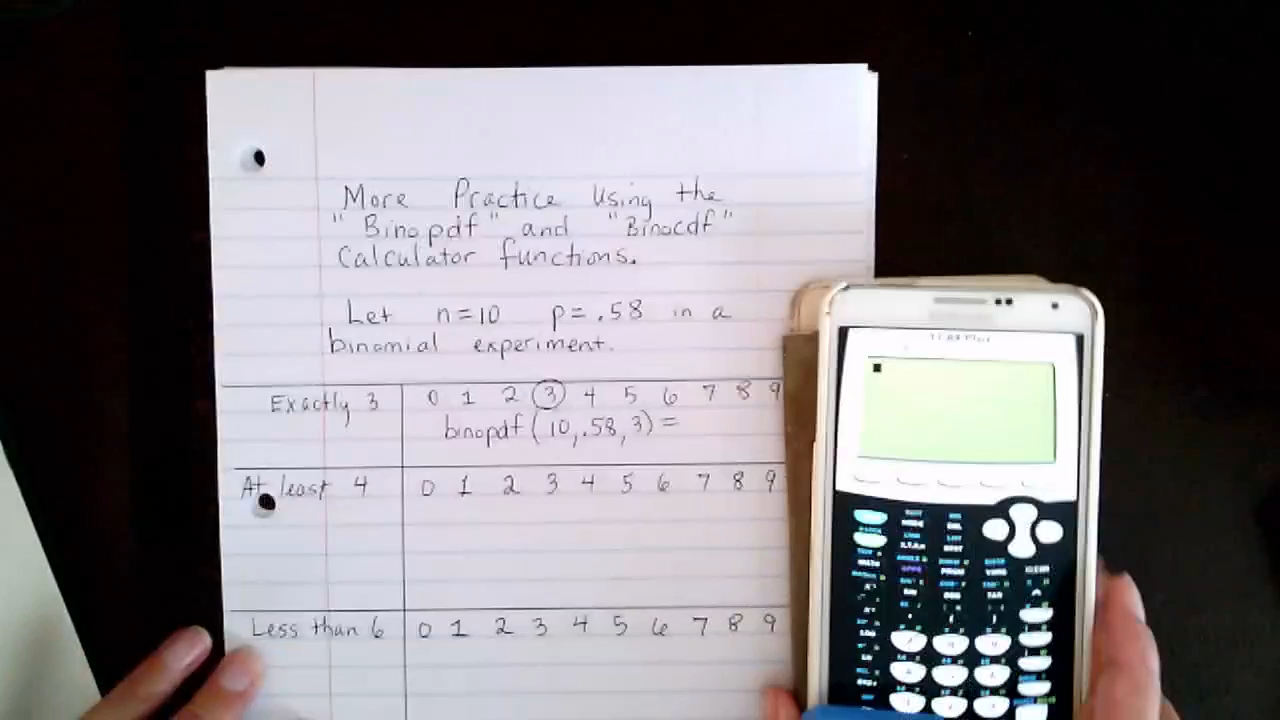 More Practice Using the
"Binopdf" and "Binocdf"
Calculator functions.
Let n=10 p=.58 in a
binomial experiment.
Exactly 3 0 1 2 3 4 5 6 7 8 9
binopdf(10,.58,3)=
At least 4 0 1 2 3 4 5 6 7 8 9
Less than 6 0 1 2 3 4 5 6 7 8 9